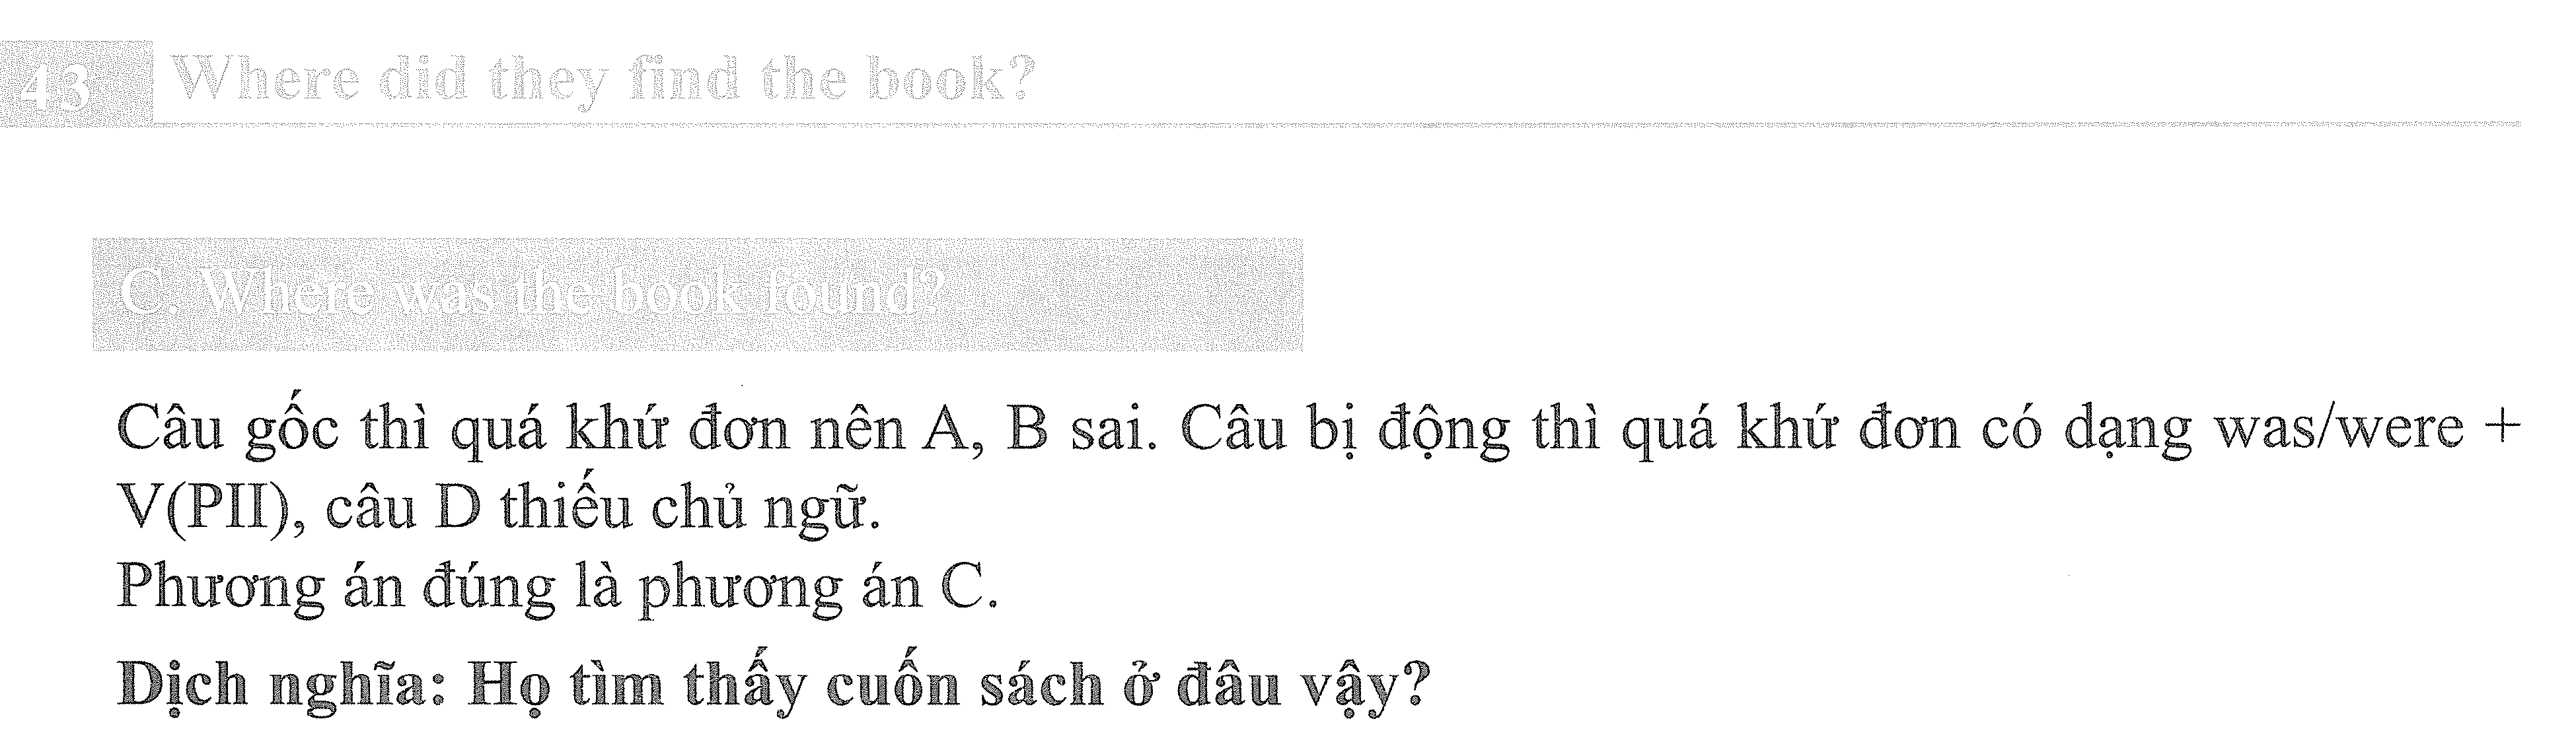 43 Where did they find the book?
C. Where was the book found?
Câu gốc thì quá khứ đơn nên A, B sai. Câu bị động thì quá khứ đơn có dạng was/were +
V(PII), câu D thiếu chủ ngữ.
Phương án đúng là phương án C.
Dịch nghĩa: Họ tìm thấy cuốn sách ở đâu vậy?